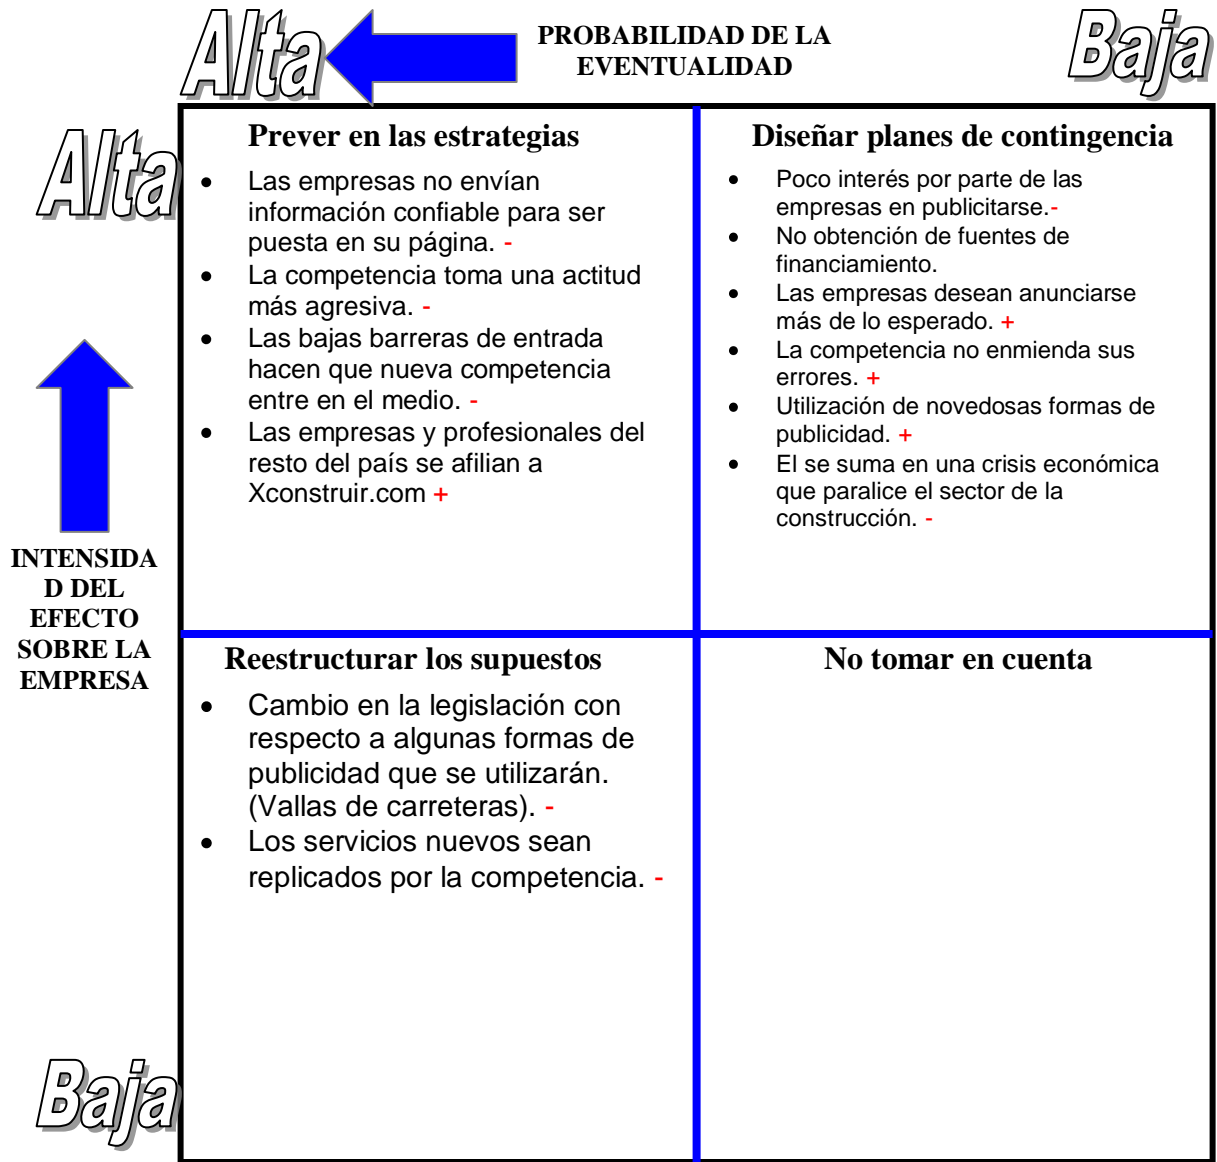 Alta
PROBABILIDAD DE LA
EVENTUALIDAD
Baja
Alta
INTENSIDA
D DEL
EFECTO
SOBRE LA
EMPRESA
Baja
Prever en las estrategias
• Las empresas no envían
información confiable para ser
puesta en su página. -
• La competencia toma una actitud
más agresiva. -
• Las bajas barreras de entrada
hacen que nueva competencia
entre en el medio. -
• Las empresas y profesionales del
resto del país se afilian a
Xconstruir.com +
Diseñar planes de contingencia
• Poco interés por parte de las
empresas en publicitarse.-
• No obtención de fuentes de
financiamiento.
• Las empresas desean anunciarse
más de lo esperado. +
• La competencia no enmienda sus
errores. +
• Utilización de novedosas formas de
publicidad. +
• El se suma en una crisis económica
que paralice el sector de la
construcción. -
Reestructurar los supuestos
• Cambio en la legislación con
respecto a algunas formas de
publicidad que se utilizarán.
(Vallas de carreteras). -
• Los servicios nuevos sean
replicados por la competencia. -
No tomar en cuenta